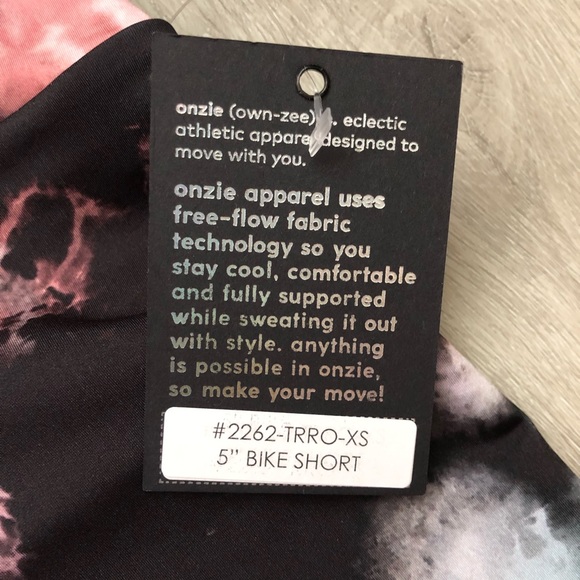 onzie (own-zee) . eclectic
athletic apparel designed to
move with you.
onzie apparel uses
free-flow fabric
technology so you
stay cool, comfortable
and fully supported
while sweating it out
with style. anything
is possible in onzie,
so make your move!
#2262-TRRO-XS
5" BIKE SHORT